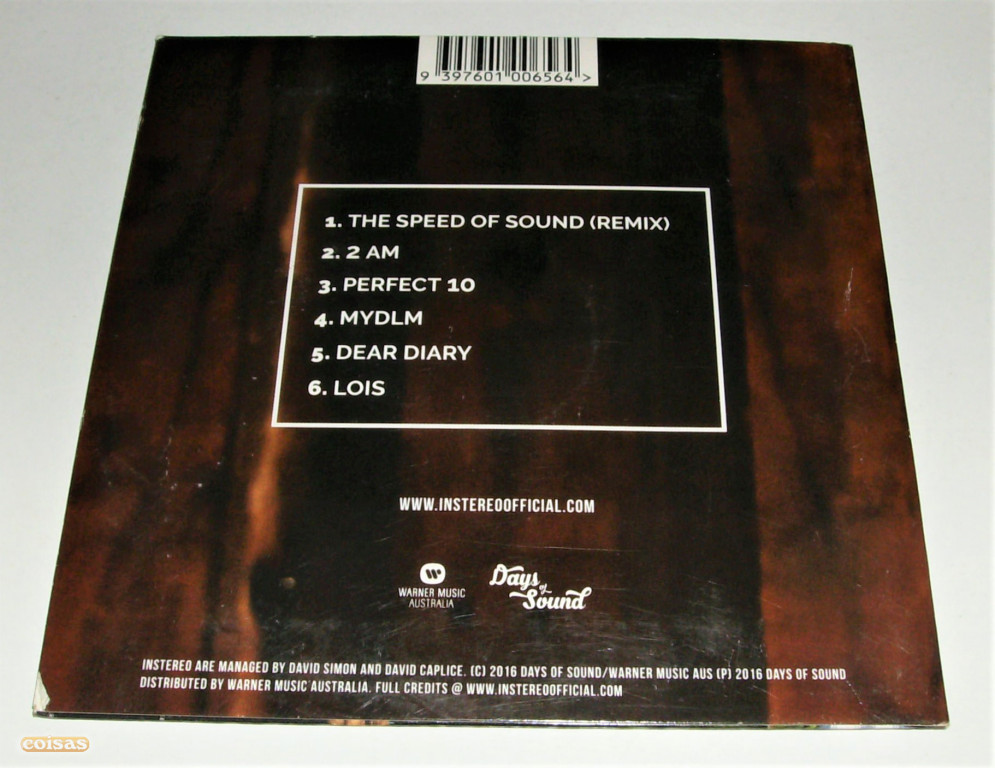 9 397601 006564 >
1. THE SPEED OF SOUND (REMIX)
2. 2 AM
3. PERFECT 10
4. MYDLM
5. DEAR DIARY
6. LOIS
WWW.INSTEREOOFFICIAL.COM
WARNER MUSIC
AUSTRALIA
Days
of
Sound
INSTEREO ARE MANAGED BY DAVID SIMON AND DAVID CAPLICE. (C) 2016 DAYS OF SOUND/WARNER MUSIC AUS (P) 2016 DAYS OF SOUND
DISTRIBUTED BY WARNER MUSIC AUSTRALIA. FULL CREDITS @ WWW.INSTEREOOFFICIAL.COM
coisas